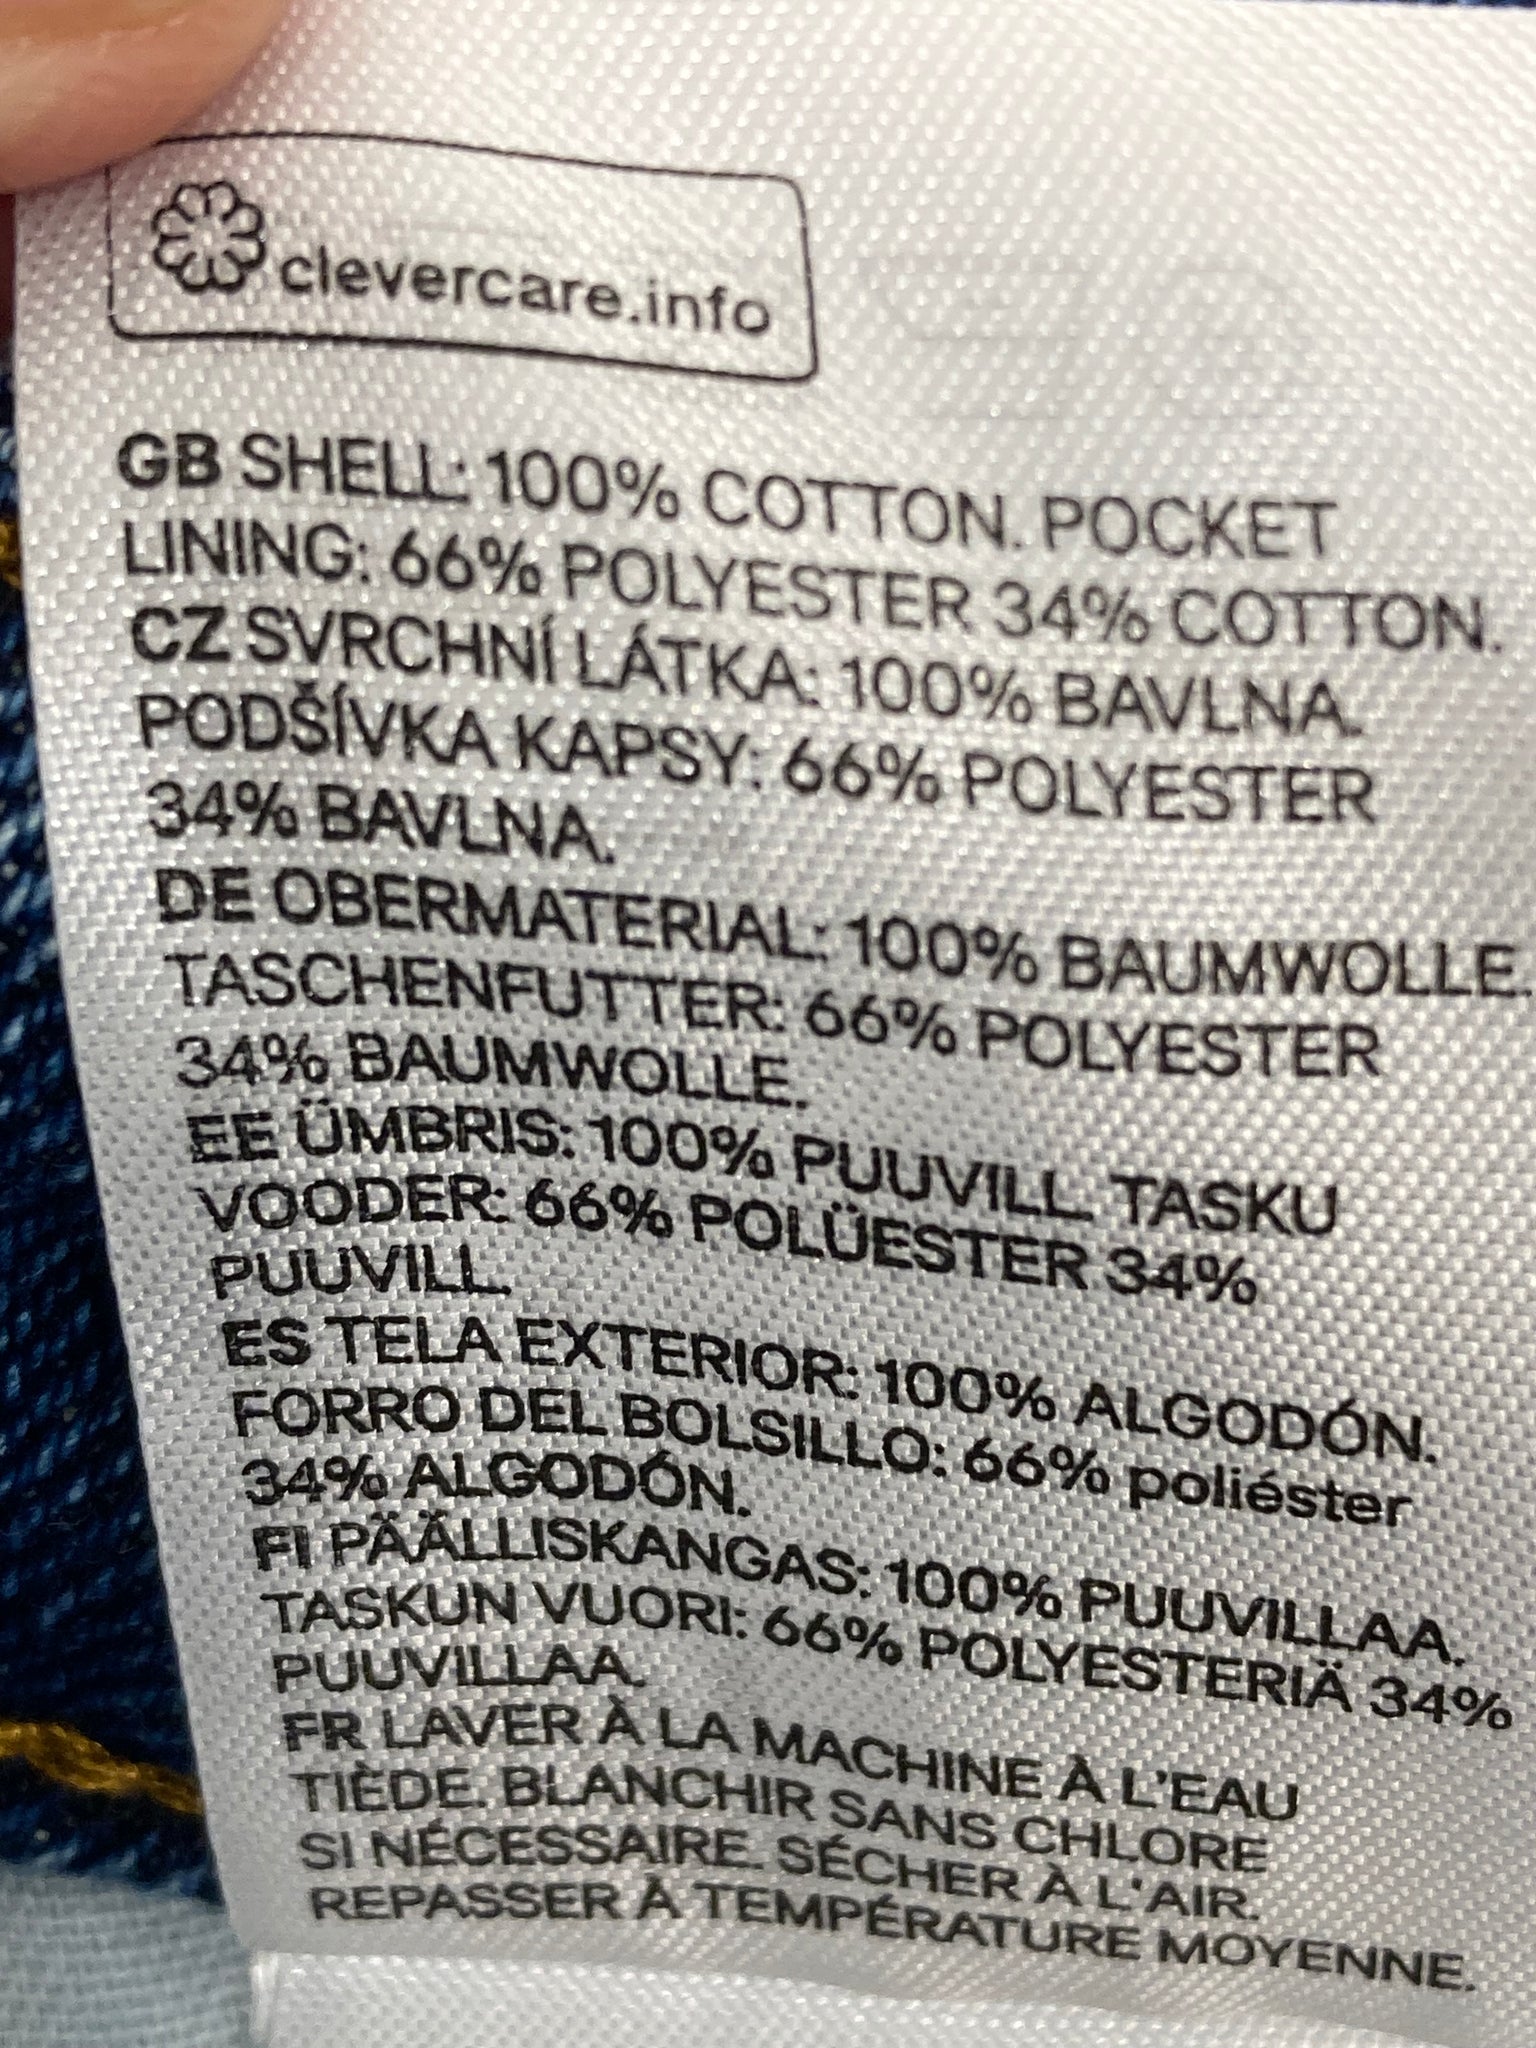 clevercare.info
GB SHELL: 100% COTTON. POCKET
LINING: 66% POLYESTER 34% COTTON.
CZ SVRCHNÍ LÁTKA: 100% BAVLNA.
PODŠÍVKA KAPSY: 66% POLYESTER
34% BAVLNA.
DE OBERMATERIAL: 100% BAUMWOLLE.
TASCHENFUTTER: 66% POLYESTER
34% BAUMWOLLE.
EE ÜMBRIS: 100% PUUVILL. TASKU
VOODER: 66% POLÜESTER 34%
PUUVILL.
ES TELA EXTERIOR: 100% ALGODÓN.
FORRO DEL BOLSILLO: 66% poliéster
34% ALGODÓN.
FI PÄÄLLISKANGAS: 100% PUUVILLAA.
TASKUN VUORI: 66% POLYESTERIÄ 34%
PUUVILLAA.
FR LAVER À LA MACHINE À L'EAU
TIÈDE. BLANCHIR SANS CHLORE
SI NÉCESSAIRE. SÉCHER À L'AIR.
REPASSER À TEMPÉRATURE MOYENNE.